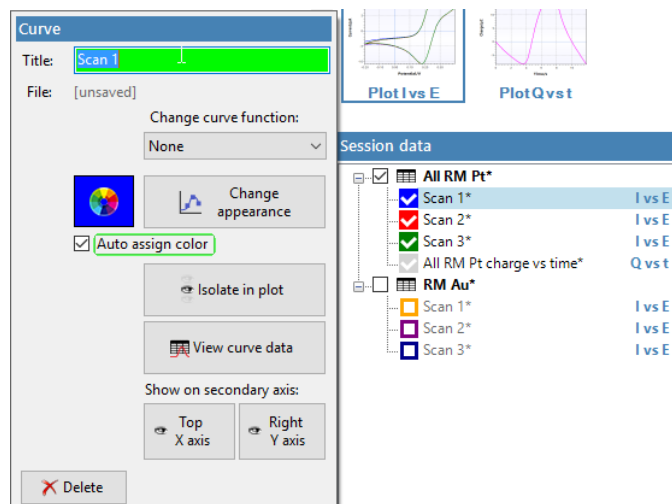 Curve
Title: Scan 1
File: [unsaved]
Change curve function:
None
Change
appearance
Auto assign color
Isolate in plot
View curve data
Show on secondary axis:
Top
X axis
Right
Y axis
Delete
Potential/V
Plot I vs E
Plot Q vs t
Session data
All RM Pt*
Scan 1* I vs E
Scan 2* I vs E
Scan 3* I vs E
All RM Pt charge vs time* Q vs t
RM Au*
Scan 1* I vs E
Scan 2* I vs E
Scan 3* I vs E